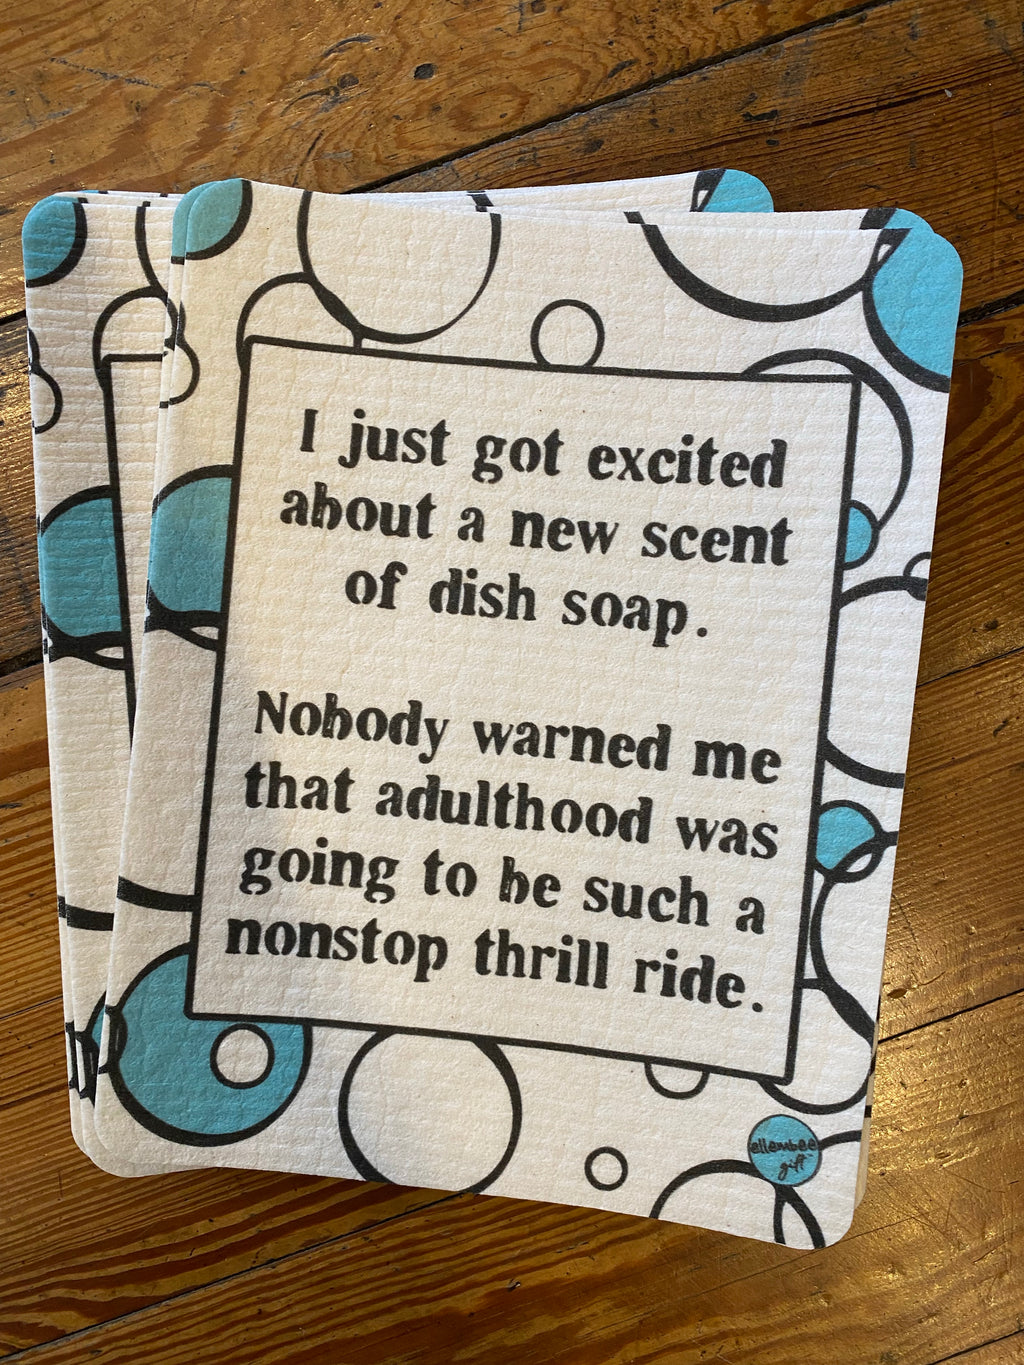 I just got excited
about a new scent
of dish soap.
Nobody warned me
that adulthood was
going to be such a
nonstop thrill ride.
ellembee
gift